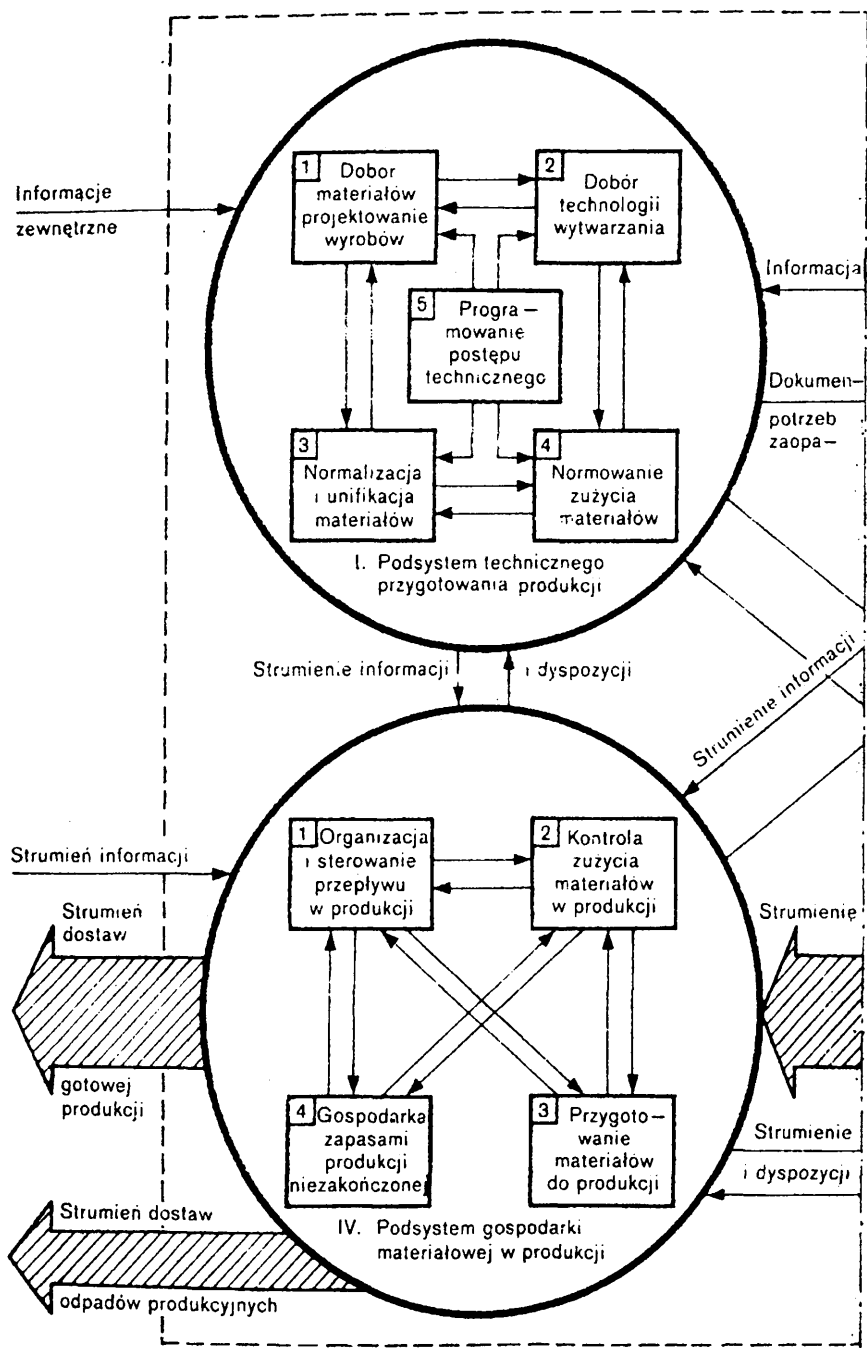 1
Dobor
materiałów
projektowanie
wyrobów
2
Dobór
technologii
wytwarzania
Informacje
zewnętrzne
5
Progra—
mowanie
postępu
technicznego
Informacja
Dokumen—
potrzeb
zaopa—
3
Normalizacja
i unifikacja
materiałów
4
Normowanie
zużycia
materiałów
I. Podsystem technicznego
przygotowania produkcji
Strumienie informacji
i dyspozycji
Strumienie informacji
1
Organizacja
i sterowanie
przepływu
w produkcji
2
Kontrola
zużycia
materiałów
w produkcji
Strumień informacji
Strumień
dostaw
gotowej
produkcji
Strumienie
4
Gospodarka
zapasami
produkcji
niezakończonej
3
Przygoto—
wanie
materiałów
do produkcji
Strumienie
i dyspozycji
IV. Podsystem gospodarki
materiałowej w produkcji
Strumień dostaw
odpadów produkcyjnych